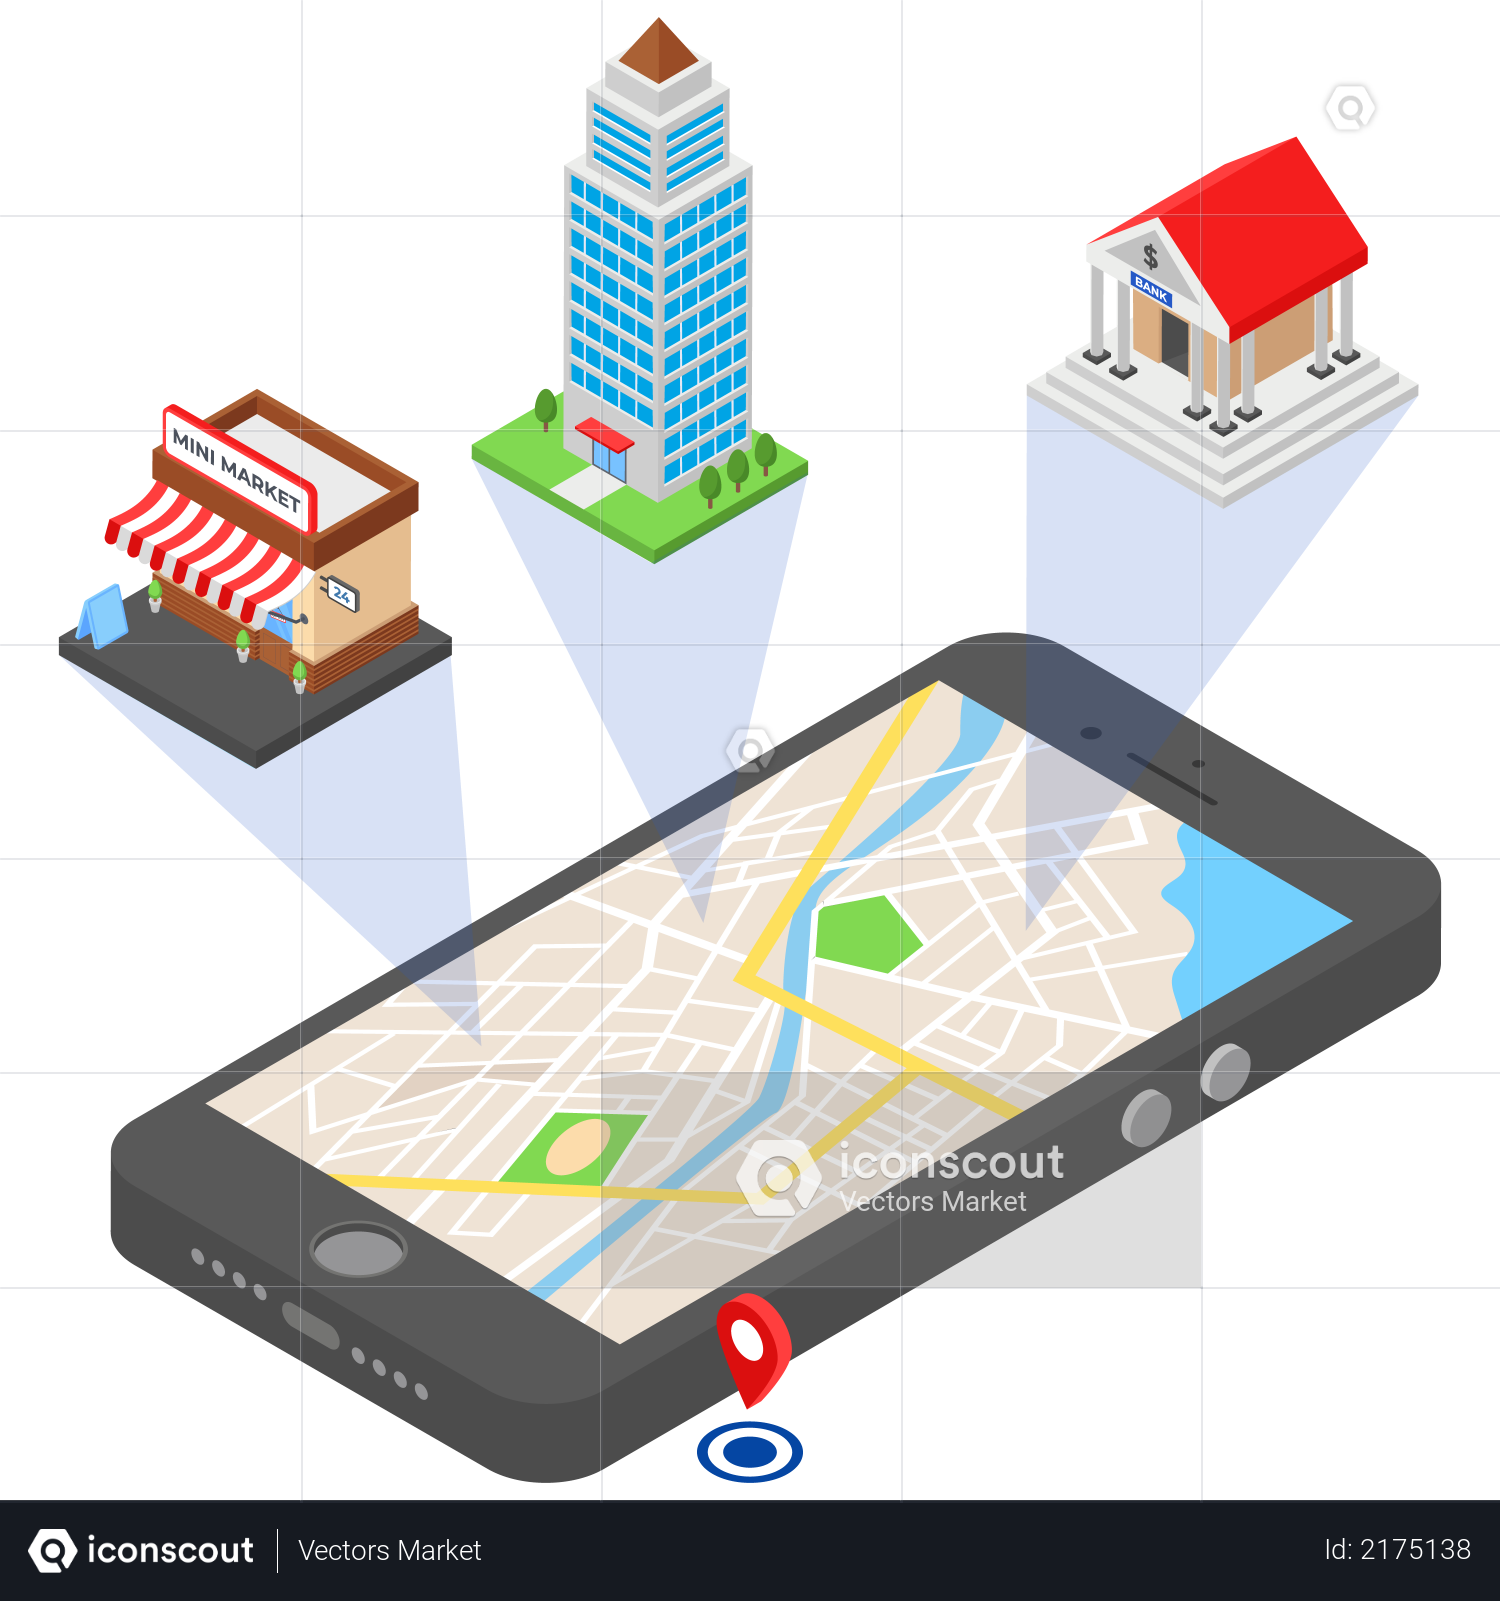 $
BANK
MINI MARKET
24
iconscout
Vectors Market
iconscout
Vectors Market
Id: 2175138